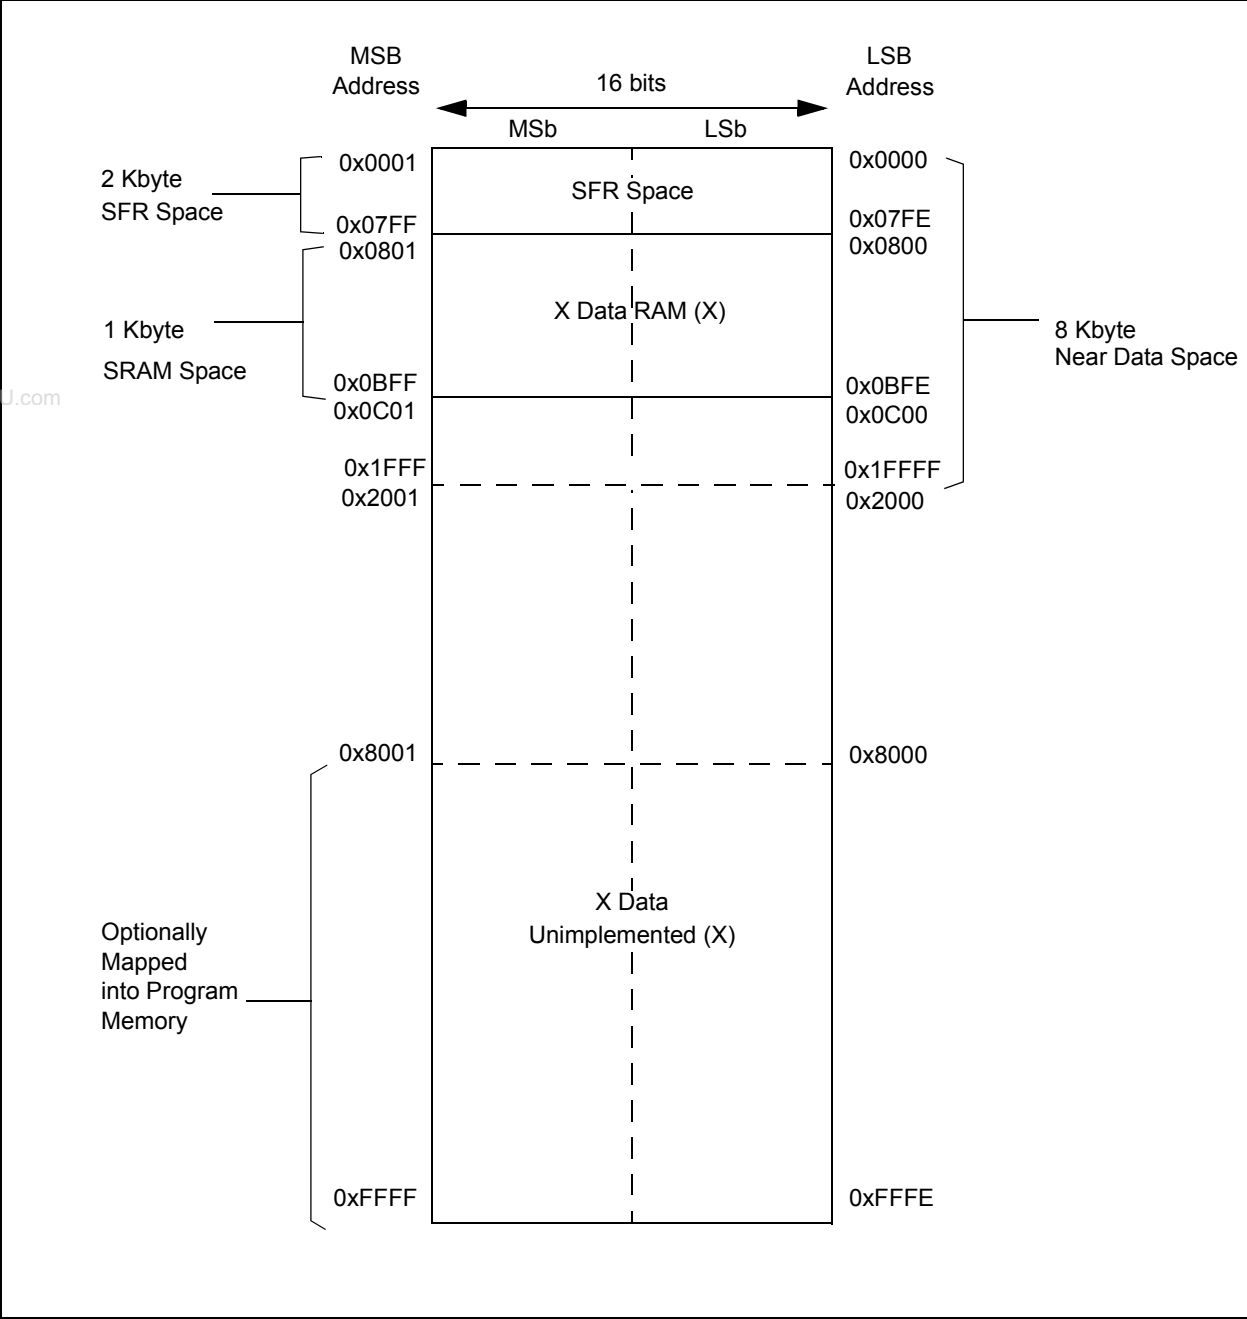 MSB
Address
LSB
Address
16 bits
MSb
LSb
2 Kbyte
SFR Space
0x0001
SFR Space
0x0000
0x07FF
0x07FE
0x0801
0x0800
X Data RAM (X)
1 Kbyte
SRAM Space
8 Kbyte
Near Data Space
0x0BFF
0x0BFE
U.com
0x0C01
0x0C00
0x1FFF
0x1FFFF
0x2001
0x2000
0x8001
0x8000
X Data
Unimplemented (X)
Optionally
Mapped
into Program
Memory
0xFFFF
0xFFFE